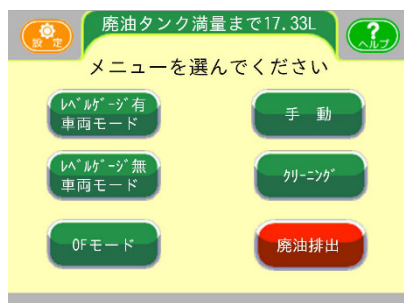 設 定
廃油タンク満量まで17.33L
?
ヘルプ
メニューを選んでください
ﾚﾍﾞﾙｹﾞｰｼﾞ有
車両モード
手 動
ﾚﾍﾞﾙｹﾞｰｼﾞ無
車両モード
ｸﾘｰﾆﾝｸﾞ
OFモード
廃油排出